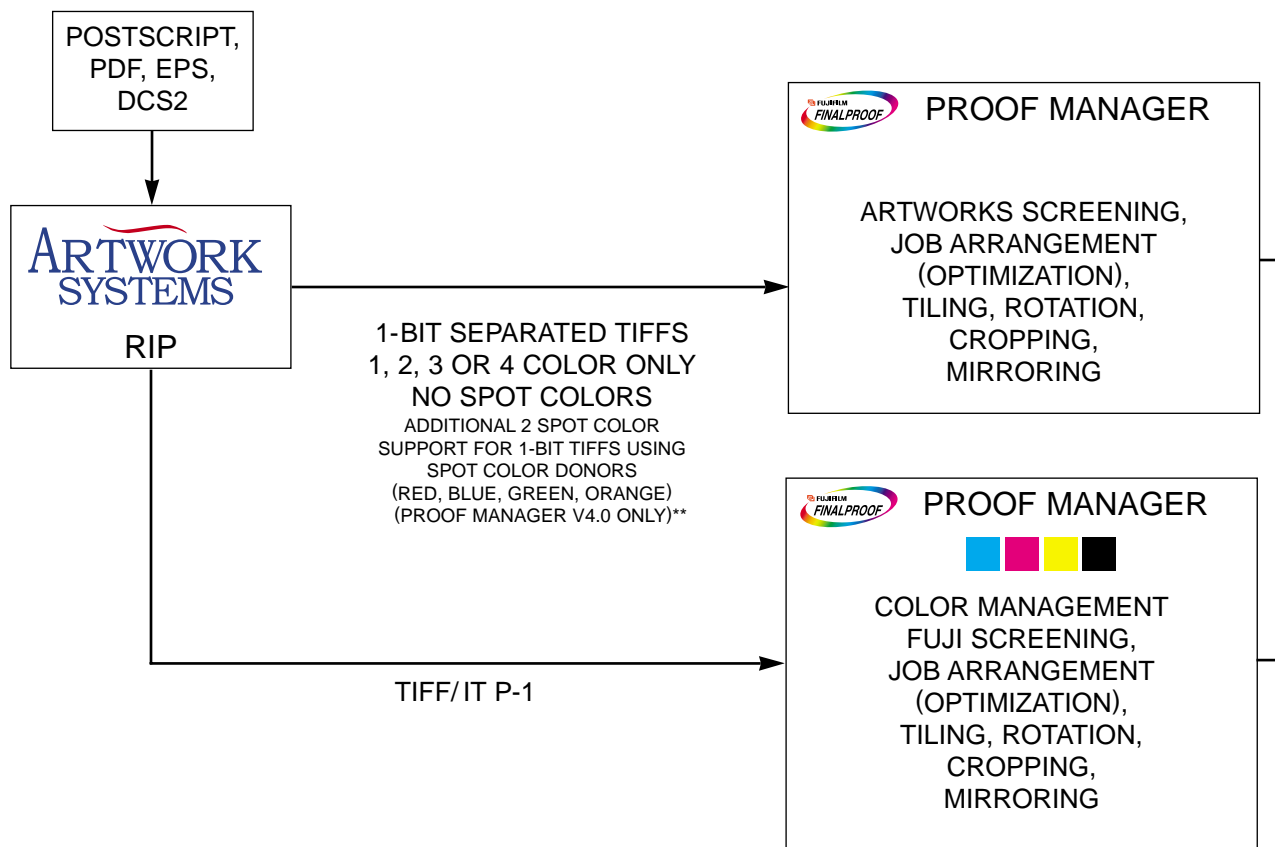 POSTSCRIPT,
PDF, EPS,
DCS2
ARTWORK
SYSTEMS
RIP
1-BIT SEPARATED TIFFS
1, 2, 3 OR 4 COLOR ONLY
NO SPOT COLORS
ADDITIONAL 2 SPOT COLOR
SUPPORT FOR 1-BIT TIFFS USING
SPOT COLOR DONORS
(RED, BLUE, GREEN, ORANGE)
(PROOF MANAGER V4.0 ONLY)**
TIFF/IT P-1
FUJIFILM
FINALPROOF
PROOF MANAGER
ARTWORKS SCREENING,
JOB ARRANGEMENT
(OPTIMIZATION),
TILING, ROTATION,
CROPPING,
MIRRORING
FUJIFILM
FINALPROOF
PROOF MANAGER
COLOR MANAGEMENT
FUJI SCREENING,
JOB ARRANGEMENT
(OPTIMIZATION),
TILING, ROTATION,
CROPPING,
MIRRORING